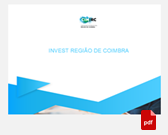 INVEST REGIÃO DE COIMBRA
pdf